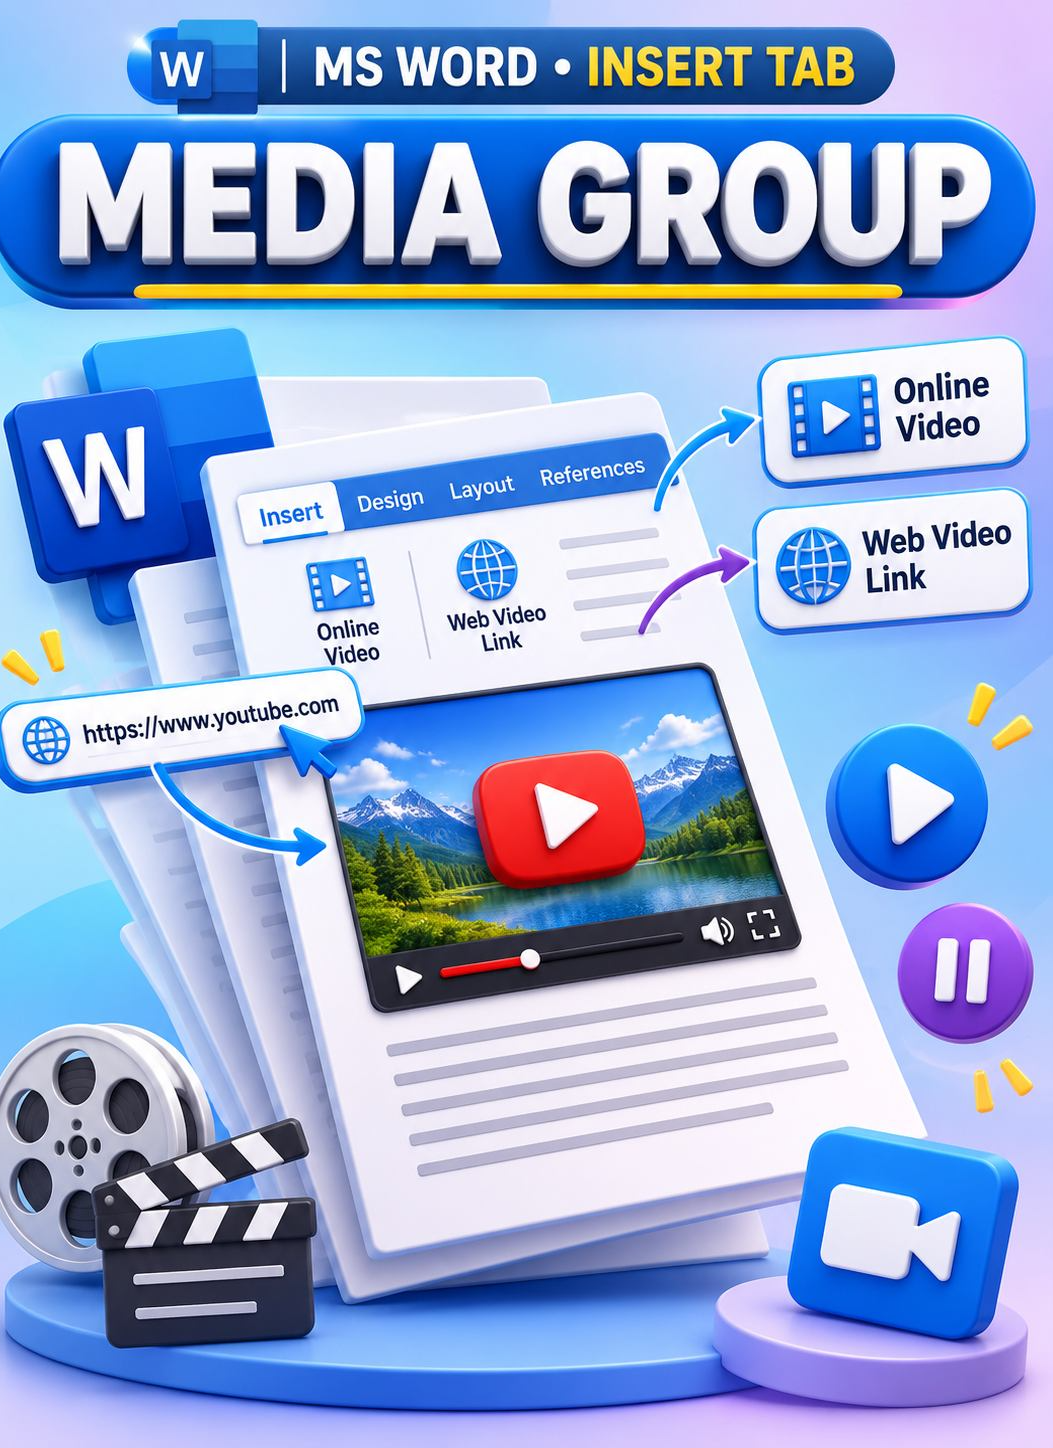 W
MS WORD • INSERT TAB
MEDIA GROUP
W
Insert Design Layout References
Online
Video
Web Video
Link
Online
Video
Web Video
Link
https://www.youtube.com